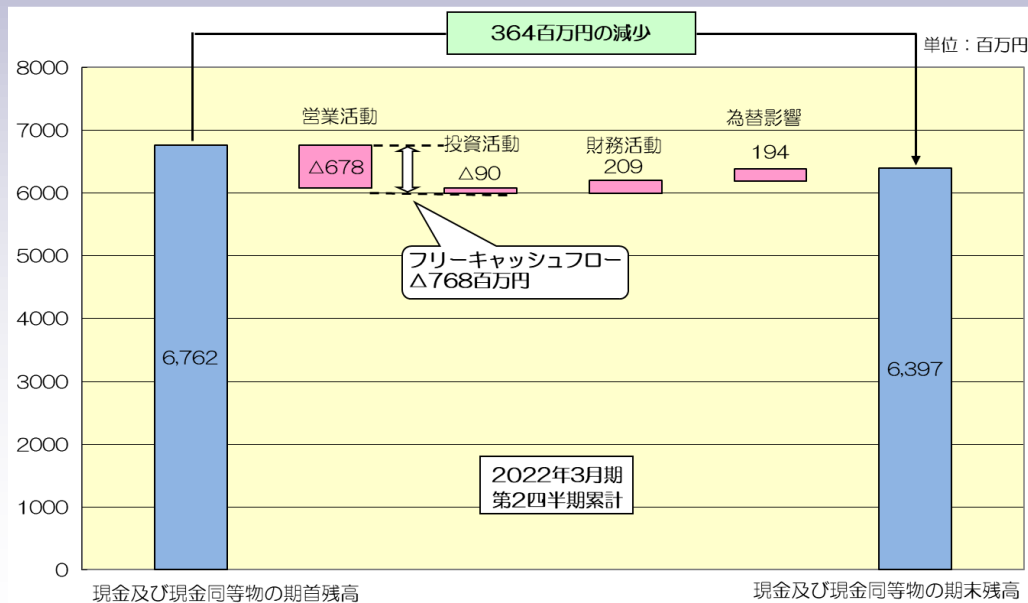 364百万円の減少
単位：百万円
8000
7000
6000
5000
4000
3000
2000
1000
0
営業活動
△678
投資活動
△90
財務活動
209
為替影響
194
フリーキャッシュフロー
△768百万円
6,762
6,397
2022年3月期
第2四半期累計
現金及び現金同等物の期首残高
現金及び現金同等物の期末残高